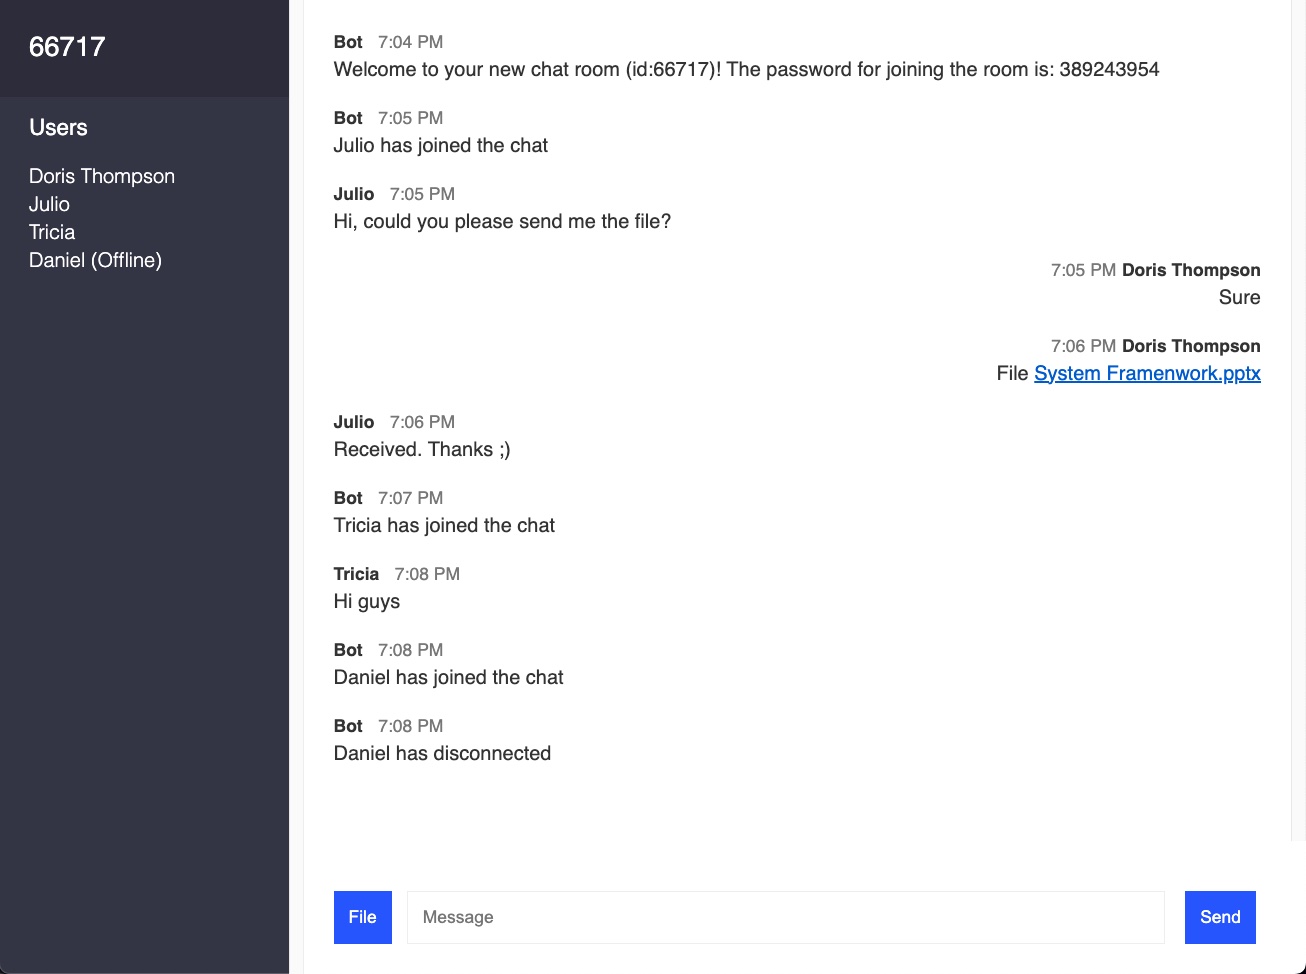 66717
Users
Doris Thompson
Julio
Tricia
Daniel (Offline)
Bot 7:04 PM
Welcome to your new chat room (id:66717)! The password for joining the room is: 389243954
Bot 7:05 PM
Julio has joined the chat
Julio 7:05 PM
Hi, could you please send me the file?
7:05 PM Doris Thompson
Sure
7:06 PM Doris Thompson
File System Framenwork.pptx
Julio 7:06 PM
Received. Thanks ;)
Bot 7:07 PM
Tricia has joined the chat
Tricia 7:08 PM
Hi guys
Bot 7:08 PM
Daniel has joined the chat
Bot 7:08 PM
Daniel has disconnected
File
Message
Send